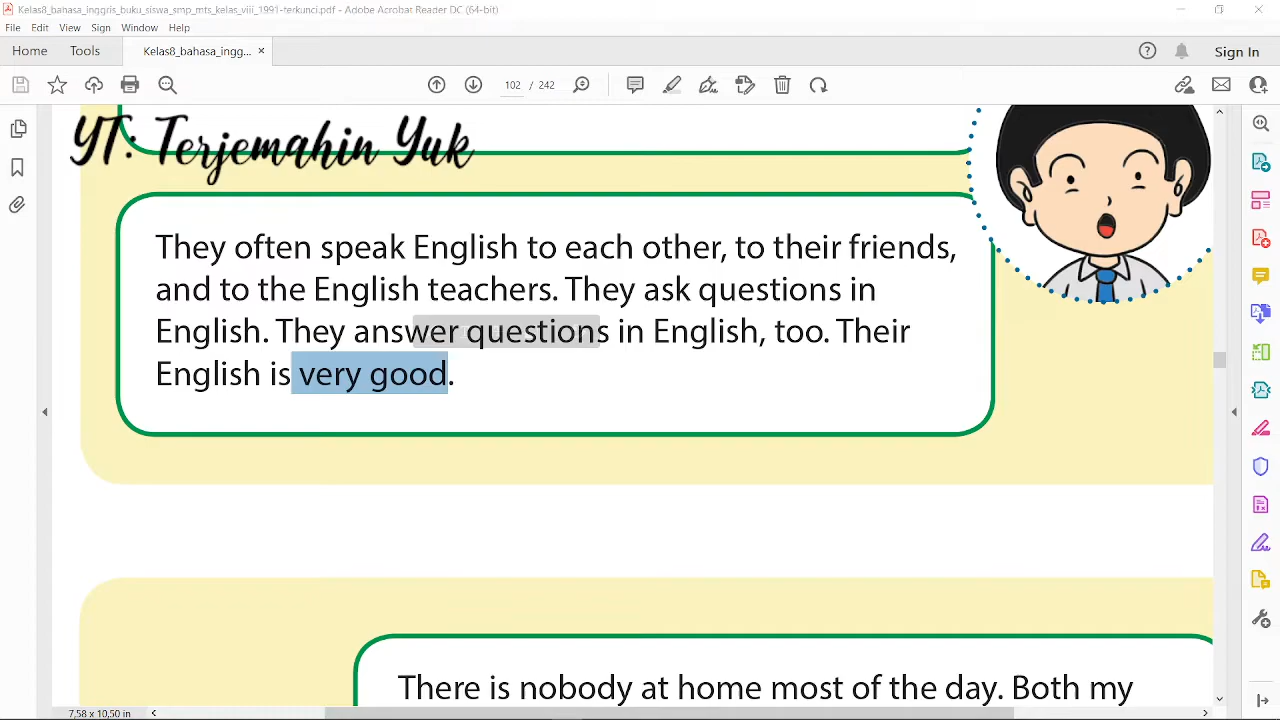 Kelas8_bahasa_inggris_buku_siswa_smp_mts_kelas_viii_1991-terkunci.pdf - Adobe Acrobat Reader DC (64-bit)
File Edit View Sign Window Help
Home Tools Kelas8_bahasa_ingg... × Sign In
102 / 242
YT: Terjemahin Yuk
They often speak English to each other, to their friends,
and to the English teachers. They ask questions in
English. They answer questions in English, too. Their
English is very good.
There is nobody at home most of the day. Both my
7,58 x 10,50 in